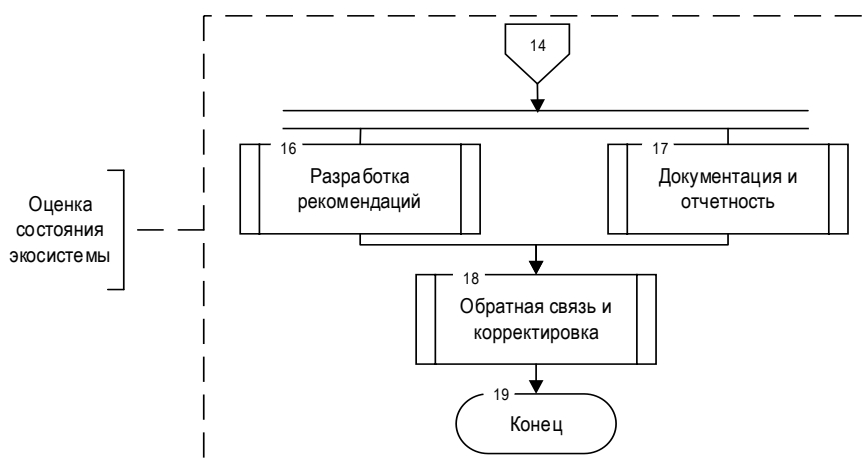 14
16
Разработка
рекомендаций
17
Документация и
отчетность
Оценка
состояния
экосистемы
18
Обратная связь и
корректировка
19
Конец